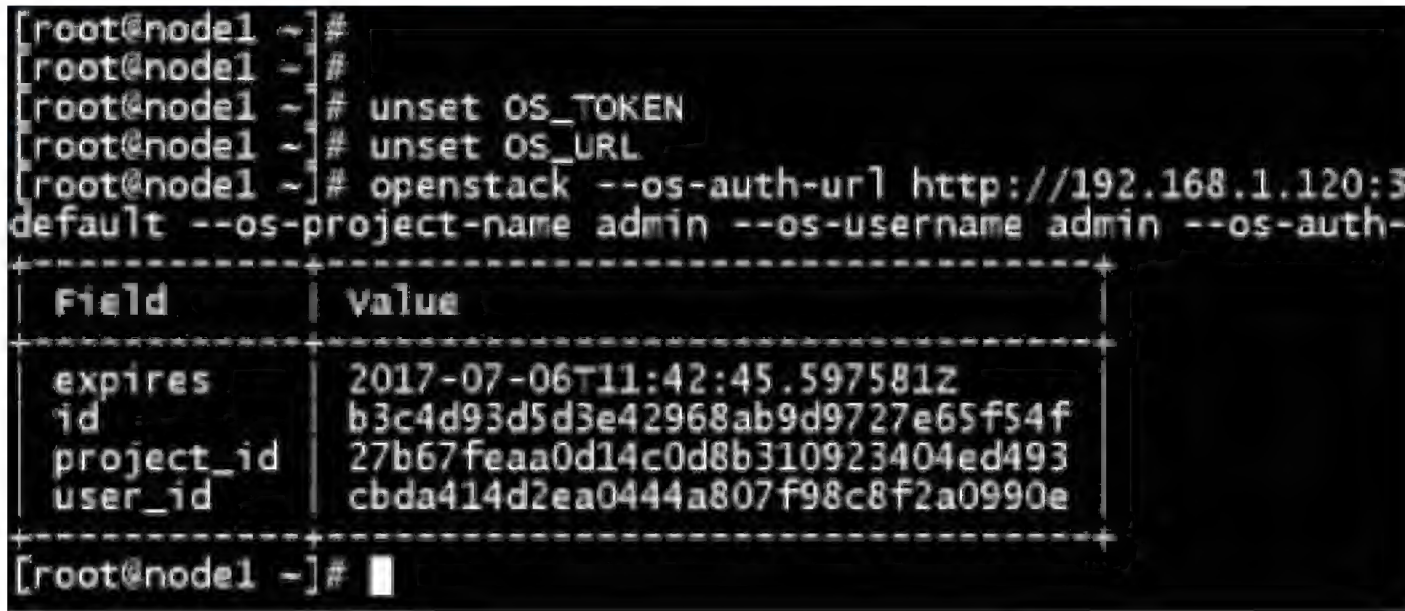 [root@node1 ~]#
[root@node1 ~]#
[root@node1 ~]# unset OS_TOKEN
[root@node1 ~]# unset OS_URL
[root@node1 ~]# openstack --os-auth-url http://192.168.1.120:3
default --os-project-name admin --os-username admin --os-auth-
+-------------+----------------------------------+
| Field | Value |
+-------------+----------------------------------+
| expires | 2017-07-06T11:42:45.597581Z |
| id | b3c4d93d5d3e42968ab9d9727e65f54f |
| project_id | 27b67feaa0d14c0d8b310923404ed493 |
| user_id | cbda414d2ea0444a807f98c8f2a0990e |
+-------------+----------------------------------+
[root@node1 ~]#